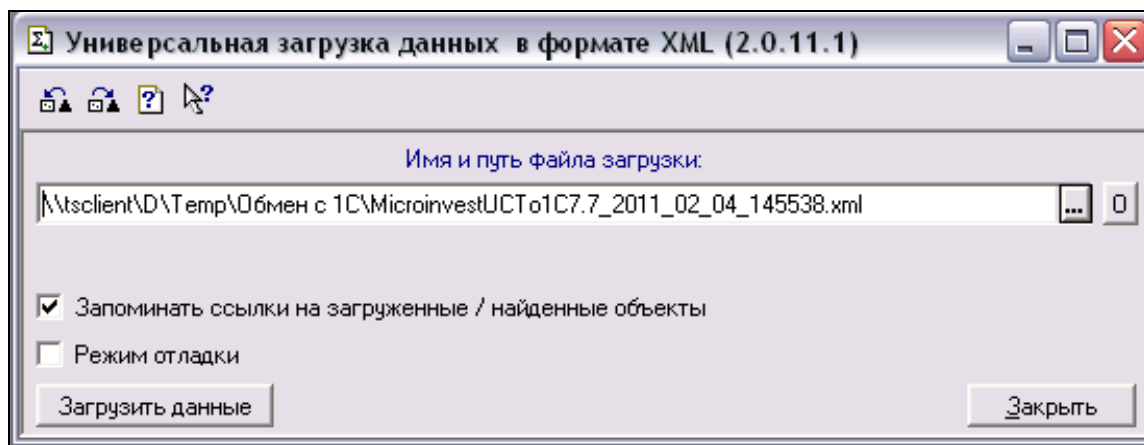 Универсальная загрузка данных в формате XML (2.0.11.1)
Имя и путь файла загрузки:
\\tsclient\D\Temp\Обмен с 1С\MicroinvestUCTo1C7.7_2011_02_04_145538.xml ... 0
Запоминать ссылки на загруженные / найденные объекты
Режим отладки
Загрузить данные Закрыть